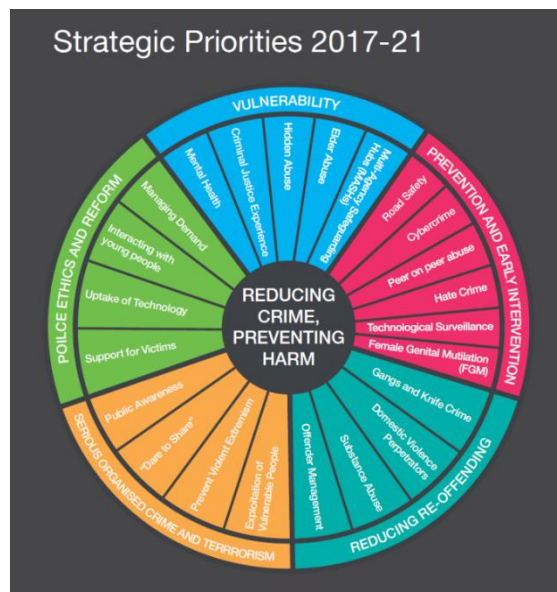 Strategic Priorities 2017-21
VULNERABILITY
Mental Health
Criminal Justice Experience
Hidden Abuse
Elder Abuse
Multi-Agency Safeguarding
Hubs (MASHs)
PREVENTION AND EARLY INTERVENTION
Road Safety
Cybercrime
Peer on peer abuse
Hate Crime
Technological Surveillance
Female Genital Mutilation
(FGM)
REDUCING RE-OFFENDING
Gangs and Knife Crime
Domestic Violence
Perpetrators
Substance Abuse
Offender Management
SERIOUS ORGANISED CRIME AND TERRRORISM
Exploitation of
Vulnerable People
Prevent Violent Extremism
"Dare to Share"
Public Awareness
POILCE ETHICS AND REFORM
Support for Victims
Uptake of Technology
Interacting with
young people
Managing Demand
REDUCING
CRIME,
PREVENTING
HARM